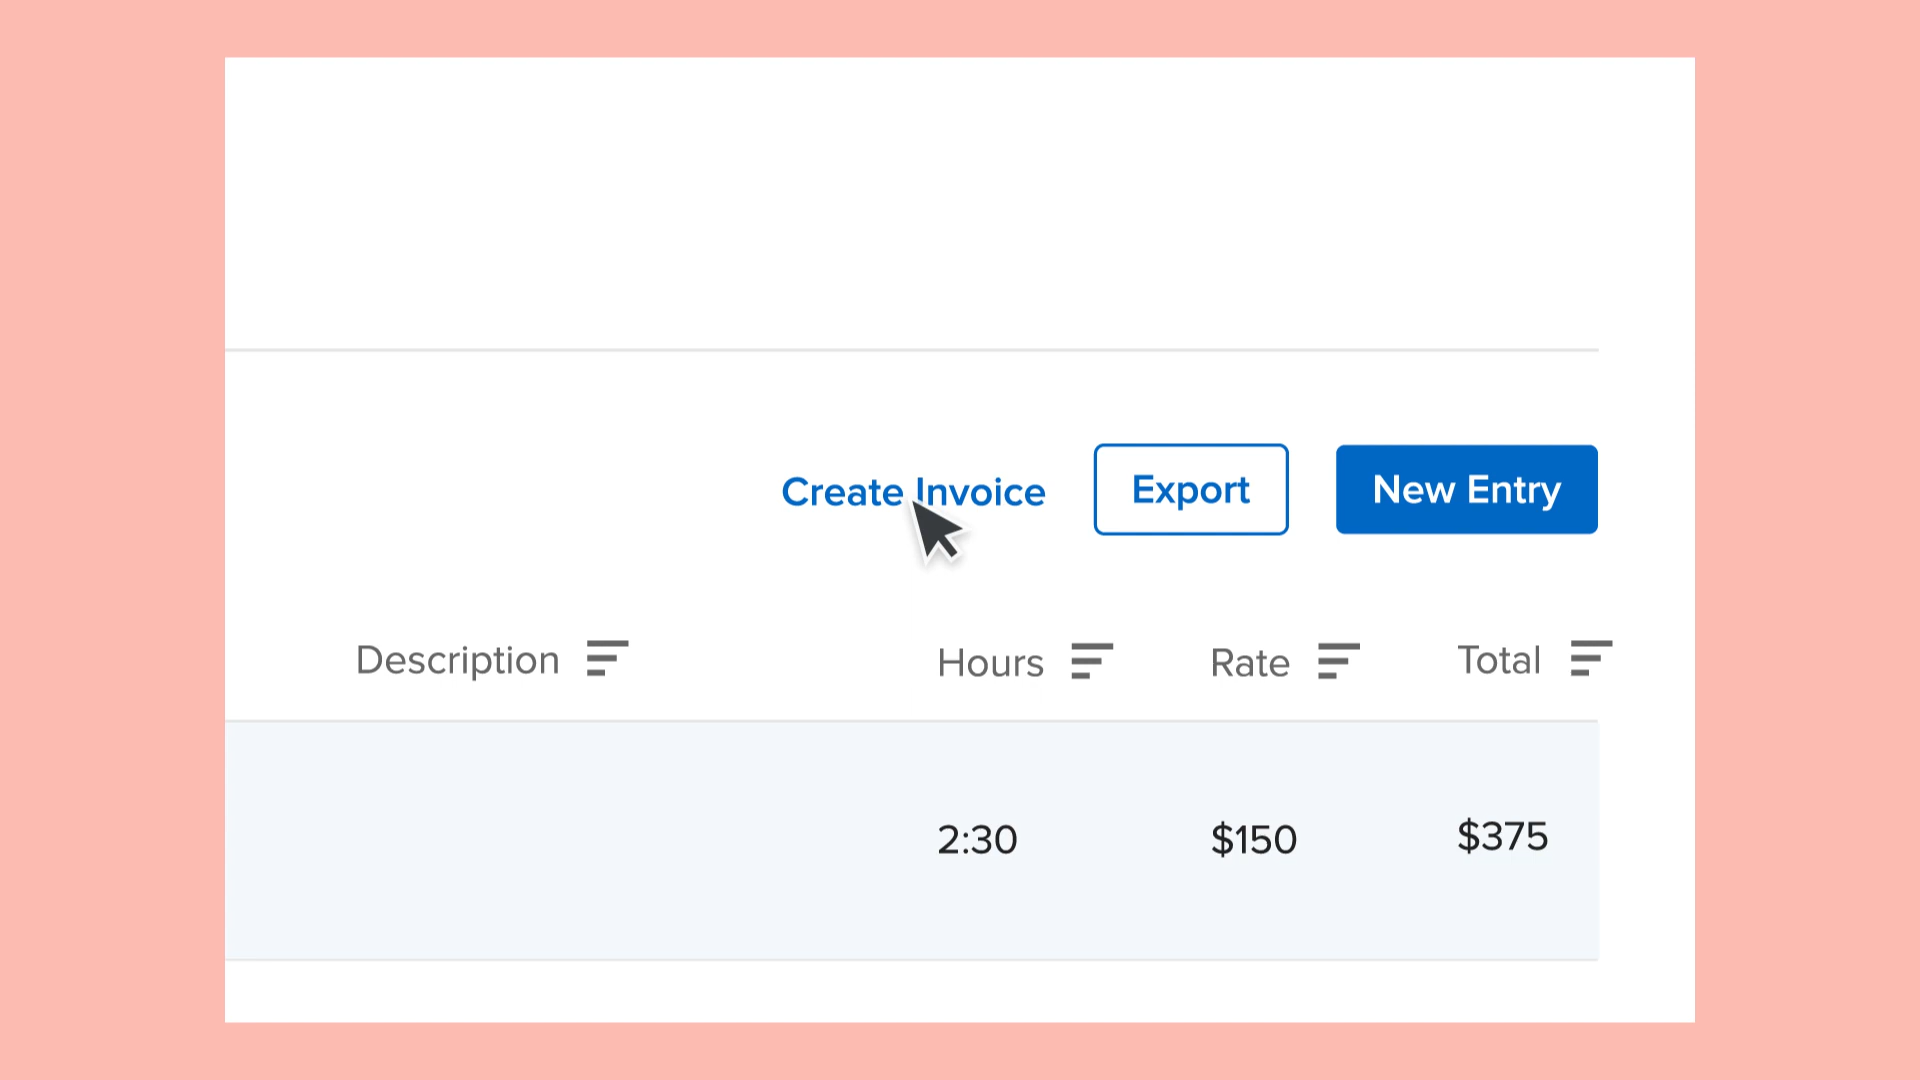 Create Invoice Export New Entry
Description Hours Rate Total
2:30 $150 $375